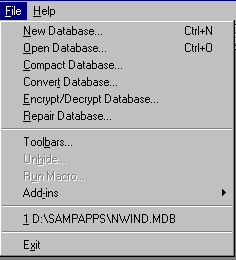 File Help
New Database... Ctrl+N
Open Database... Ctrl+O
Compact Database...
Convert Database...
Encrypt/Decrypt Database...
Repair Database...
Toolbars...
Unhide...
Run Macro...
Add-ins
1 D:\SAMPAPPS\NWIND.MDB
Exit